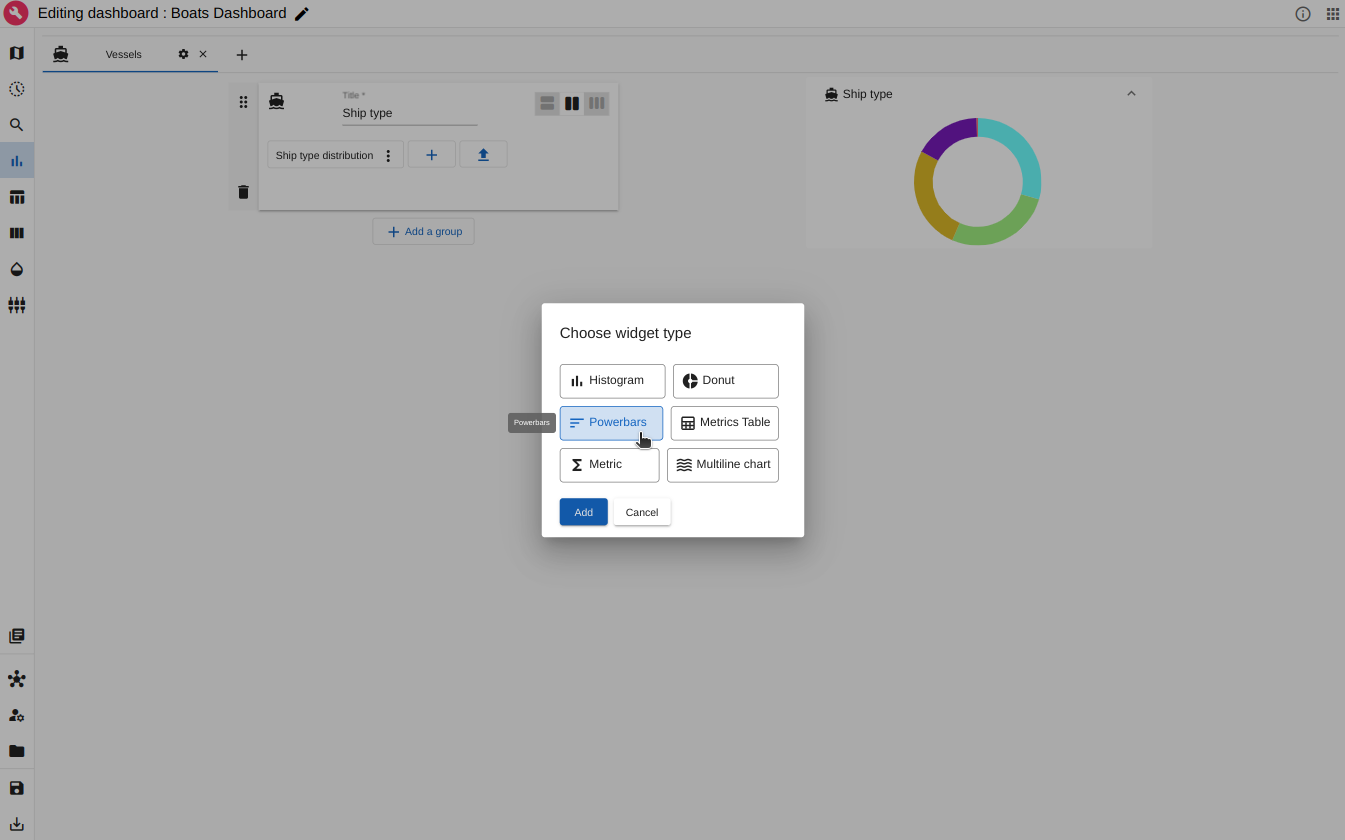 Editing dashboard : Boats Dashboard
Vessels
Title *
Ship type
Ship type distribution
Add a group
Ship type
Choose widget type
Histogram
Donut
Powerbars
Powerbars
Metrics Table
Metric
Multiline chart
Add
Cancel